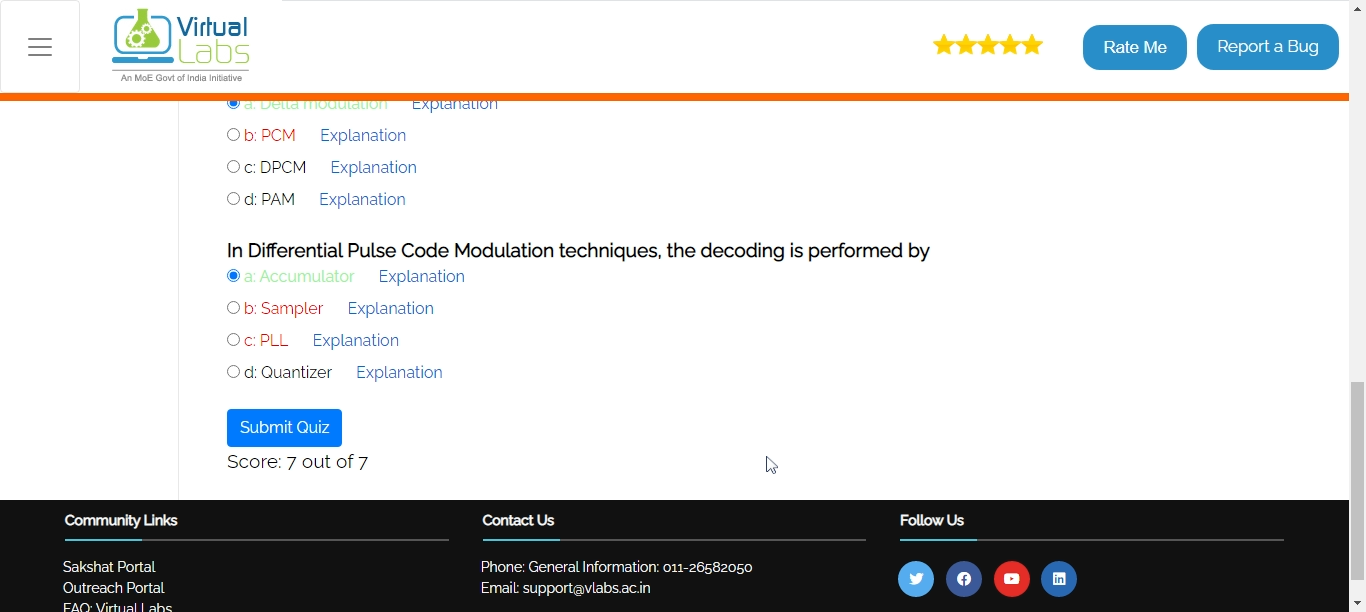 Virtual
Labs
An MoE Govt of India Initiative
Rate Me
Report a Bug
a: Delta modulation Explanation
b: PCM Explanation
c: DPCM Explanation
d: PAM Explanation
In Differential Pulse Code Modulation techniques, the decoding is performed by
a: Accumulator Explanation
b: Sampler Explanation
c: PLL Explanation
d: Quantizer Explanation
Submit Quiz
Score: 7 out of 7
Community Links
Sakshat Portal
Outreach Portal
FAQ: Virtual Labs
Contact Us
Phone: General Information: 011-26582050
Email: support@vlabs.ac.in
Follow Us